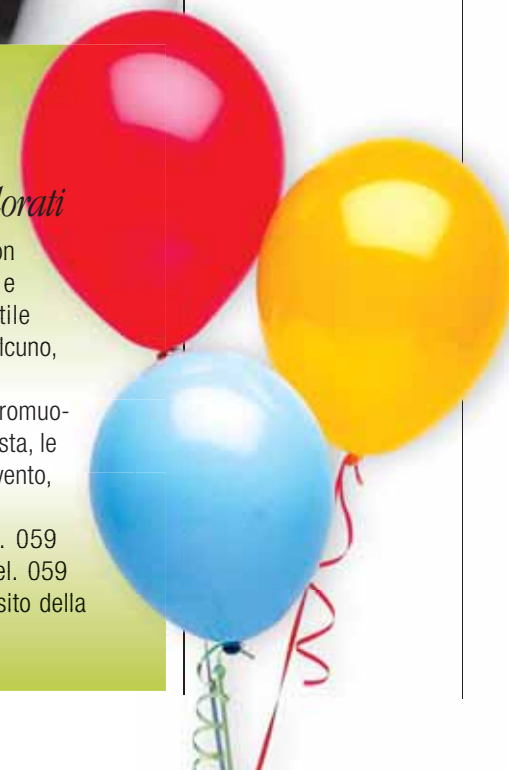 lorati
on
e
tile
lcuno,
romuo-
sta, le
vento,
. 059
el. 059
sito della